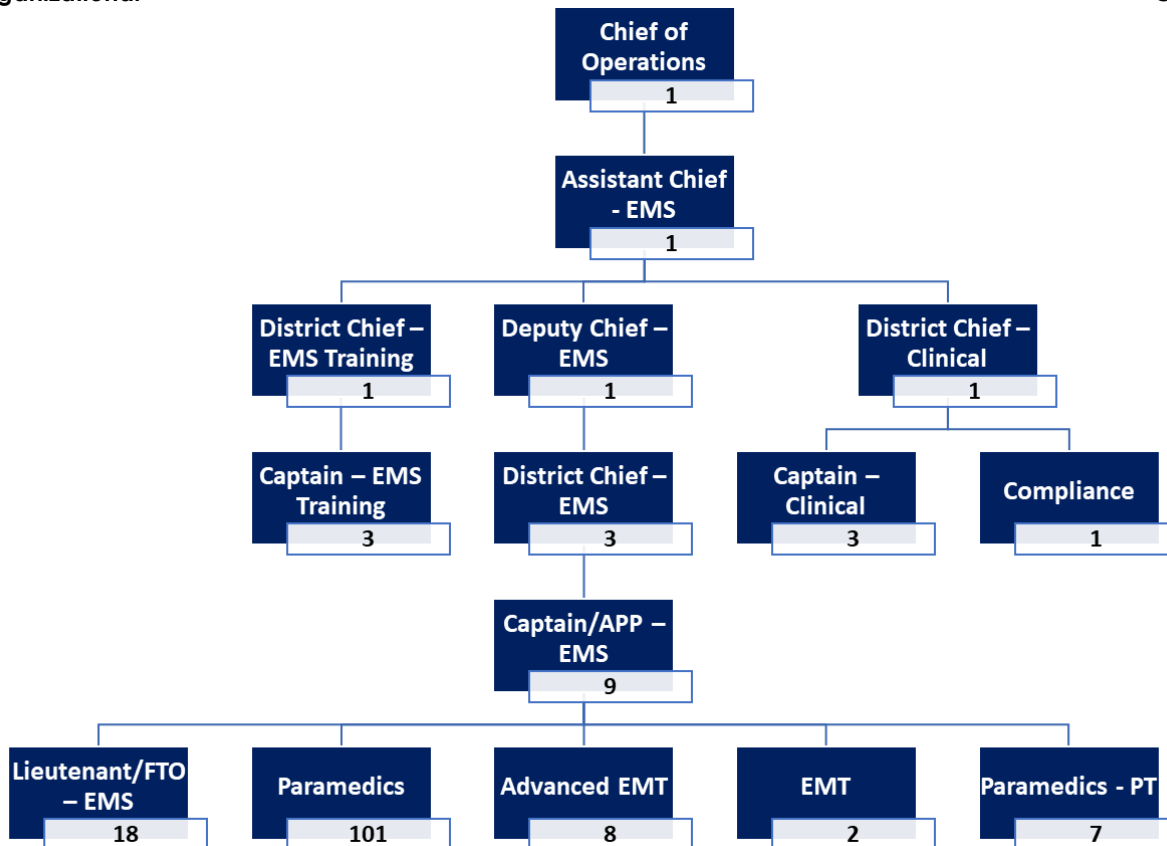 Chief of
Operations
1
Assistant Chief
- EMS
1
District Chief –
EMS Training
1
Deputy Chief –
EMS
1
District Chief –
Clinical
1
Captain – EMS
Training
3
District Chief –
EMS
3
Captain –
Clinical
3
Compliance
1
Captain/APP –
EMS
9
Lieutenant/FTO
– EMS
18
Paramedics
101
Advanced EMT
8
EMT
2
Paramedics - PT
7